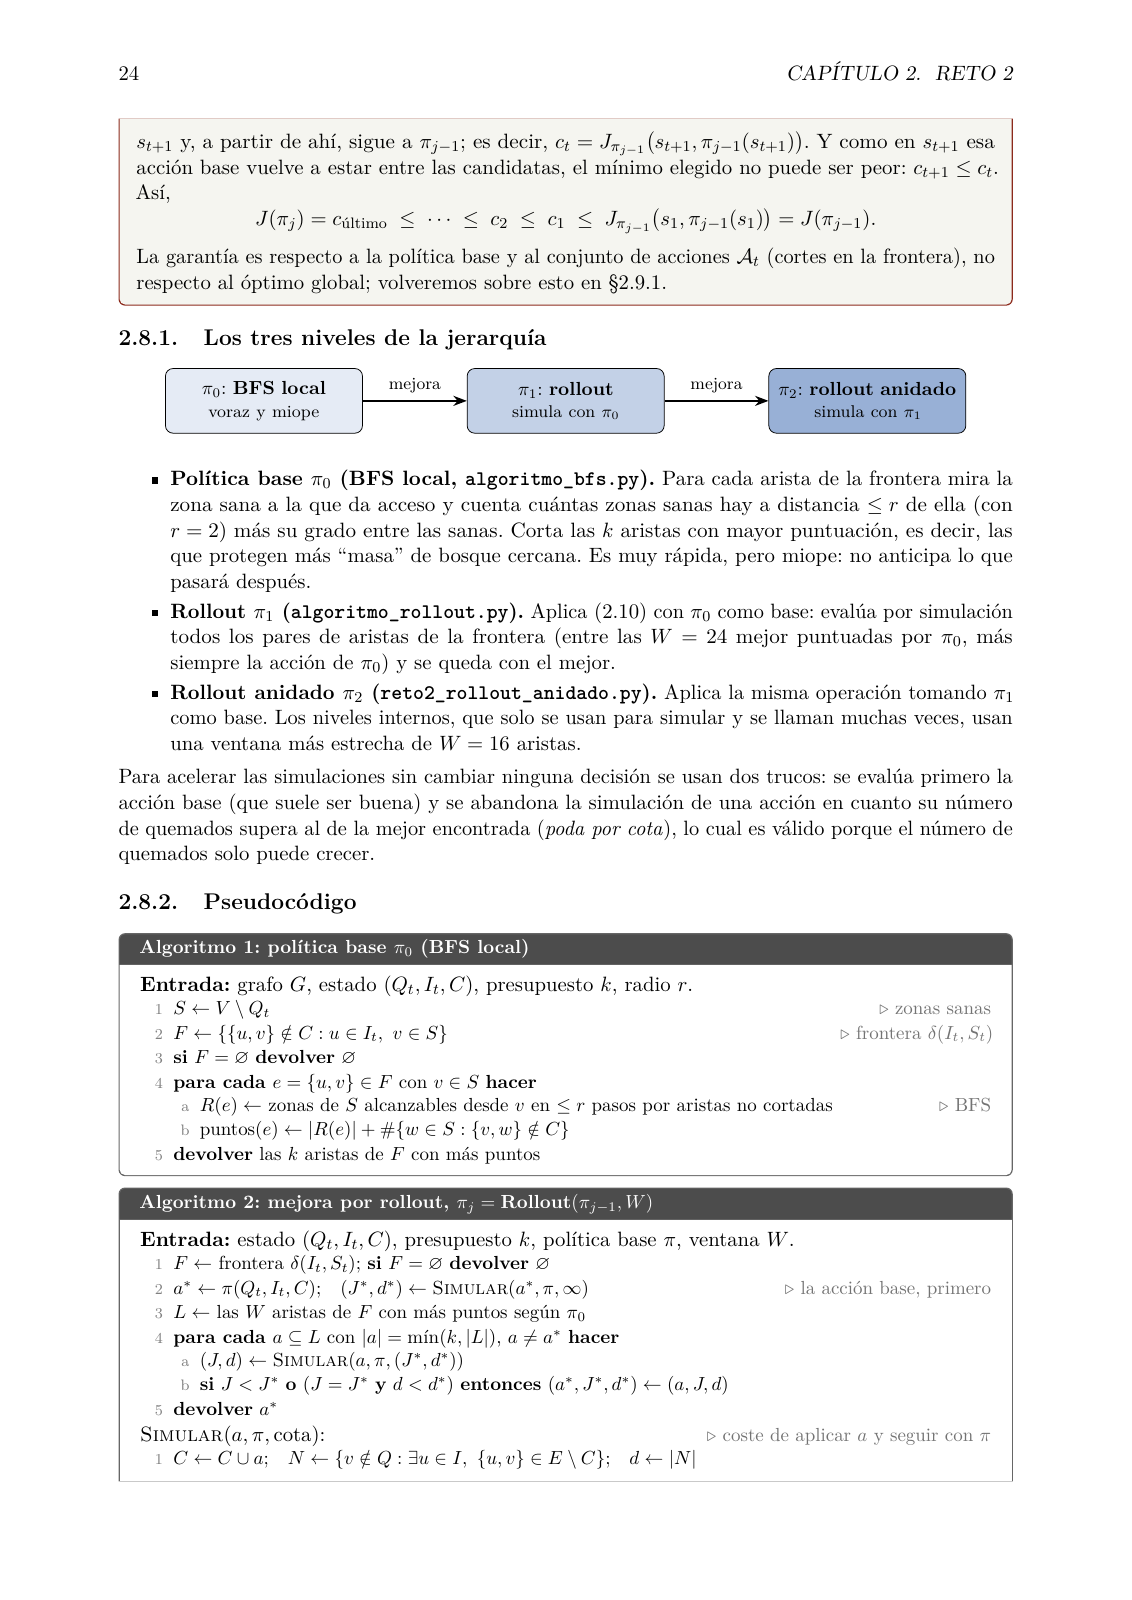 24 CAPÍTULO 2. RETO 2
s_{t+1} y, a partir de ahí, sigue a π_{j−1}; es decir, c_t = J_{π_{j−1}}(s_{t+1}, π_{j−1}(s_{t+1})). Y como en s_{t+1} esa
acción base vuelve a estar entre las candidatas, el mínimo elegido no puede ser peor: c_{t+1} ≤ c_t.
Así,
J(π_j) = c_{último} ≤ ⋯ ≤ c_2 ≤ c_1 ≤ J_{π_{j−1}}(s_1, π_{j−1}(s_1)) = J(π_{j−1}).
La garantía es respecto a la política base y al conjunto de acciones 𝒜_t (cortes en la frontera), no
respecto al óptimo global; volveremos sobre esto en §2.9.1.
2.8.1. Los tres niveles de la jerarquía
π_0: BFS local
voraz y miope
mejora
π_1: rollout
simula con π_0
mejora
π_2: rollout anidado
simula con π_1
▪ Política base π_0 (BFS local, algoritmo_bfs.py). Para cada arista de la frontera mira la
zona sana a la que da acceso y cuenta cuántas zonas sanas hay a distancia ≤ r de ella (con
r = 2) más su grado entre las sanas. Corta las k aristas con mayor puntuación, es decir, las
que protegen más “masa” de bosque cercana. Es muy rápida, pero miope: no anticipa lo que
pasará después.
▪ Rollout π_1 (algoritmo_rollout.py). Aplica (2.10) con π_0 como base: evalúa por simulación
todos los pares de aristas de la frontera (entre las W = 24 mejor puntuadas por π_0, más
siempre la acción de π_0) y se queda con el mejor.
▪ Rollout anidado π_2 (reto2_rollout_anidado.py). Aplica la misma operación tomando π_1
como base. Los niveles internos, que solo se usan para simular y se llaman muchas veces, usan
una ventana más estrecha de W = 16 aristas.
Para acelerar las simulaciones sin cambiar ninguna decisión se usan dos trucos: se evalúa primero la
acción base (que suele ser buena) y se abandona la simulación de una acción en cuanto su número
de quemados supera al de la mejor encontrada (poda por cota), lo cual es válido porque el número de
quemados solo puede crecer.
2.8.2. Pseudocódigo
Algoritmo 1: política base π_0 (BFS local)
Entrada: grafo G, estado (Q_t, I_t, C), presupuesto k, radio r.
1 S ← V \ Q_t ▷ zonas sanas
2 F ← {{u, v} ∉ C : u ∈ I_t, v ∈ S} ▷ frontera δ(I_t, S_t)
3 si F = ∅ devolver ∅
4 para cada e = {u, v} ∈ F con v ∈ S hacer
a R(e) ← zonas de S alcanzables desde v en ≤ r pasos por aristas no cortadas ▷ BFS
b puntos(e) ← |R(e)| + #{w ∈ S : {v, w} ∉ C}
5 devolver las k aristas de F con más puntos
Algoritmo 2: mejora por rollout, π_j = Rollout(π_{j−1}, W)
Entrada: estado (Q_t, I_t, C), presupuesto k, política base π, ventana W.
1 F ← frontera δ(I_t, S_t); si F = ∅ devolver ∅
2 a* ← π(Q_t, I_t, C); (J*, d*) ← SIMULAR(a*, π, ∞) ▷ la acción base, primero
3 L ← las W aristas de F con más puntos según π_0
4 para cada a ⊆ L con |a| = mín(k, |L|), a ≠ a* hacer
a (J, d) ← SIMULAR(a, π, (J*, d*))
b si J < J* o (J = J* y d < d*) entonces (a*, J*, d*) ← (a, J, d)
5 devolver a*
SIMULAR(a, π, cota): ▷ coste de aplicar a y seguir con π
1 C ← C ∪ a; N ← {v ∉ Q : ∃u ∈ I, {u, v} ∈ E \ C}; d ← |N|